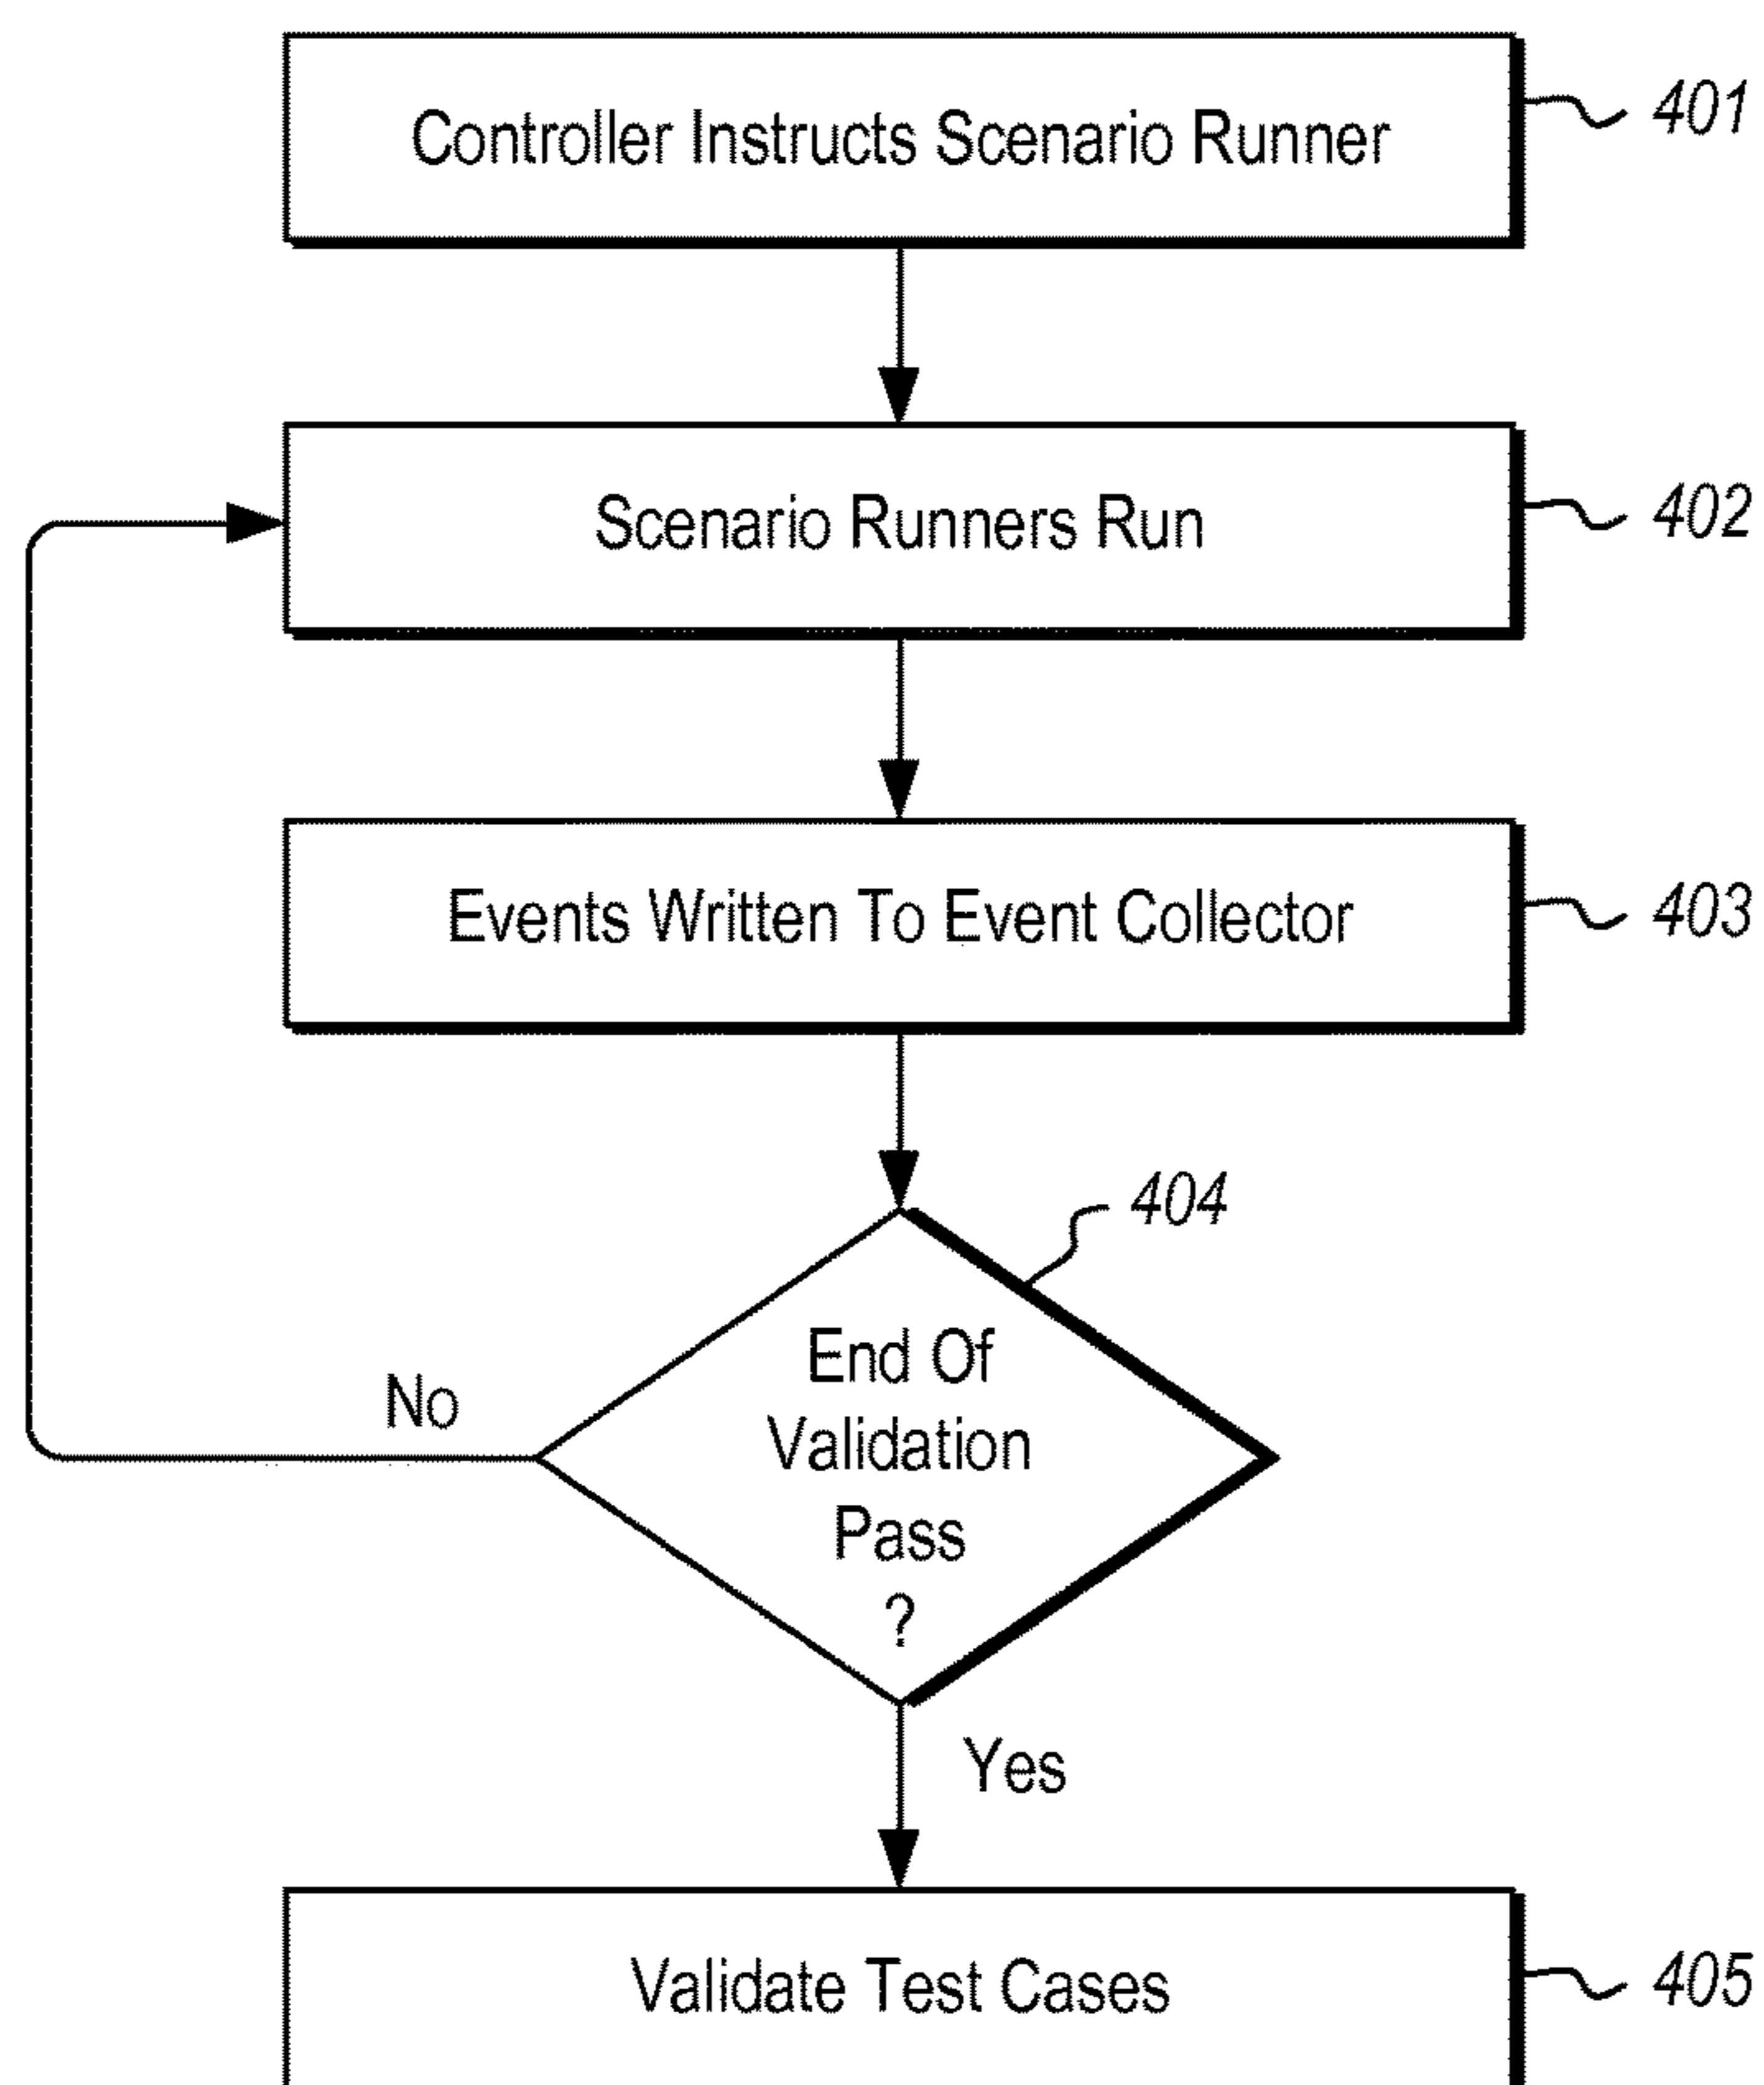 Controller Instructs Scenario Runner
401
Scenario Runners Run
402
Events Written To Event Collector
403
404
End Of
Validation
Pass
?
No
Yes
Validate Test Cases
405